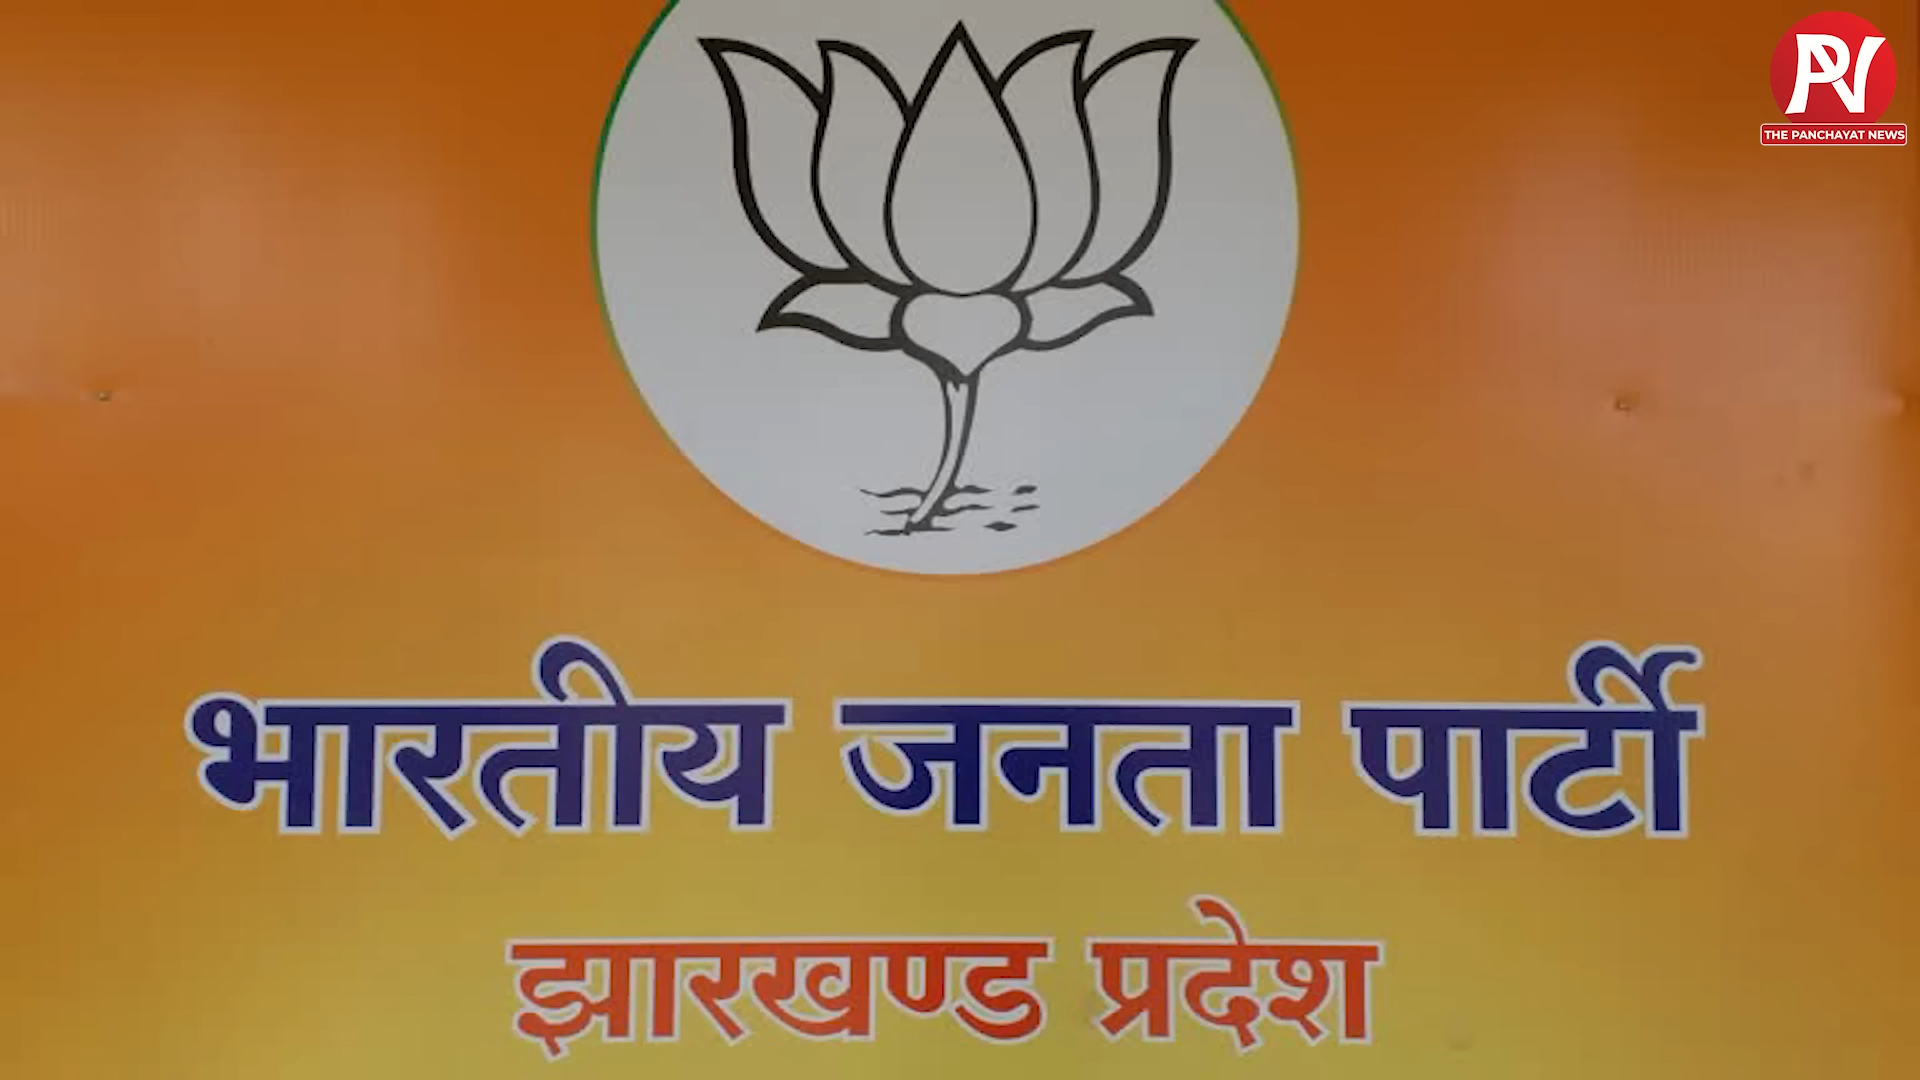 PN
THE PANCHAYAT NEWS
भारतीय जनता पार्टी
झारखण्ड प्रदेश